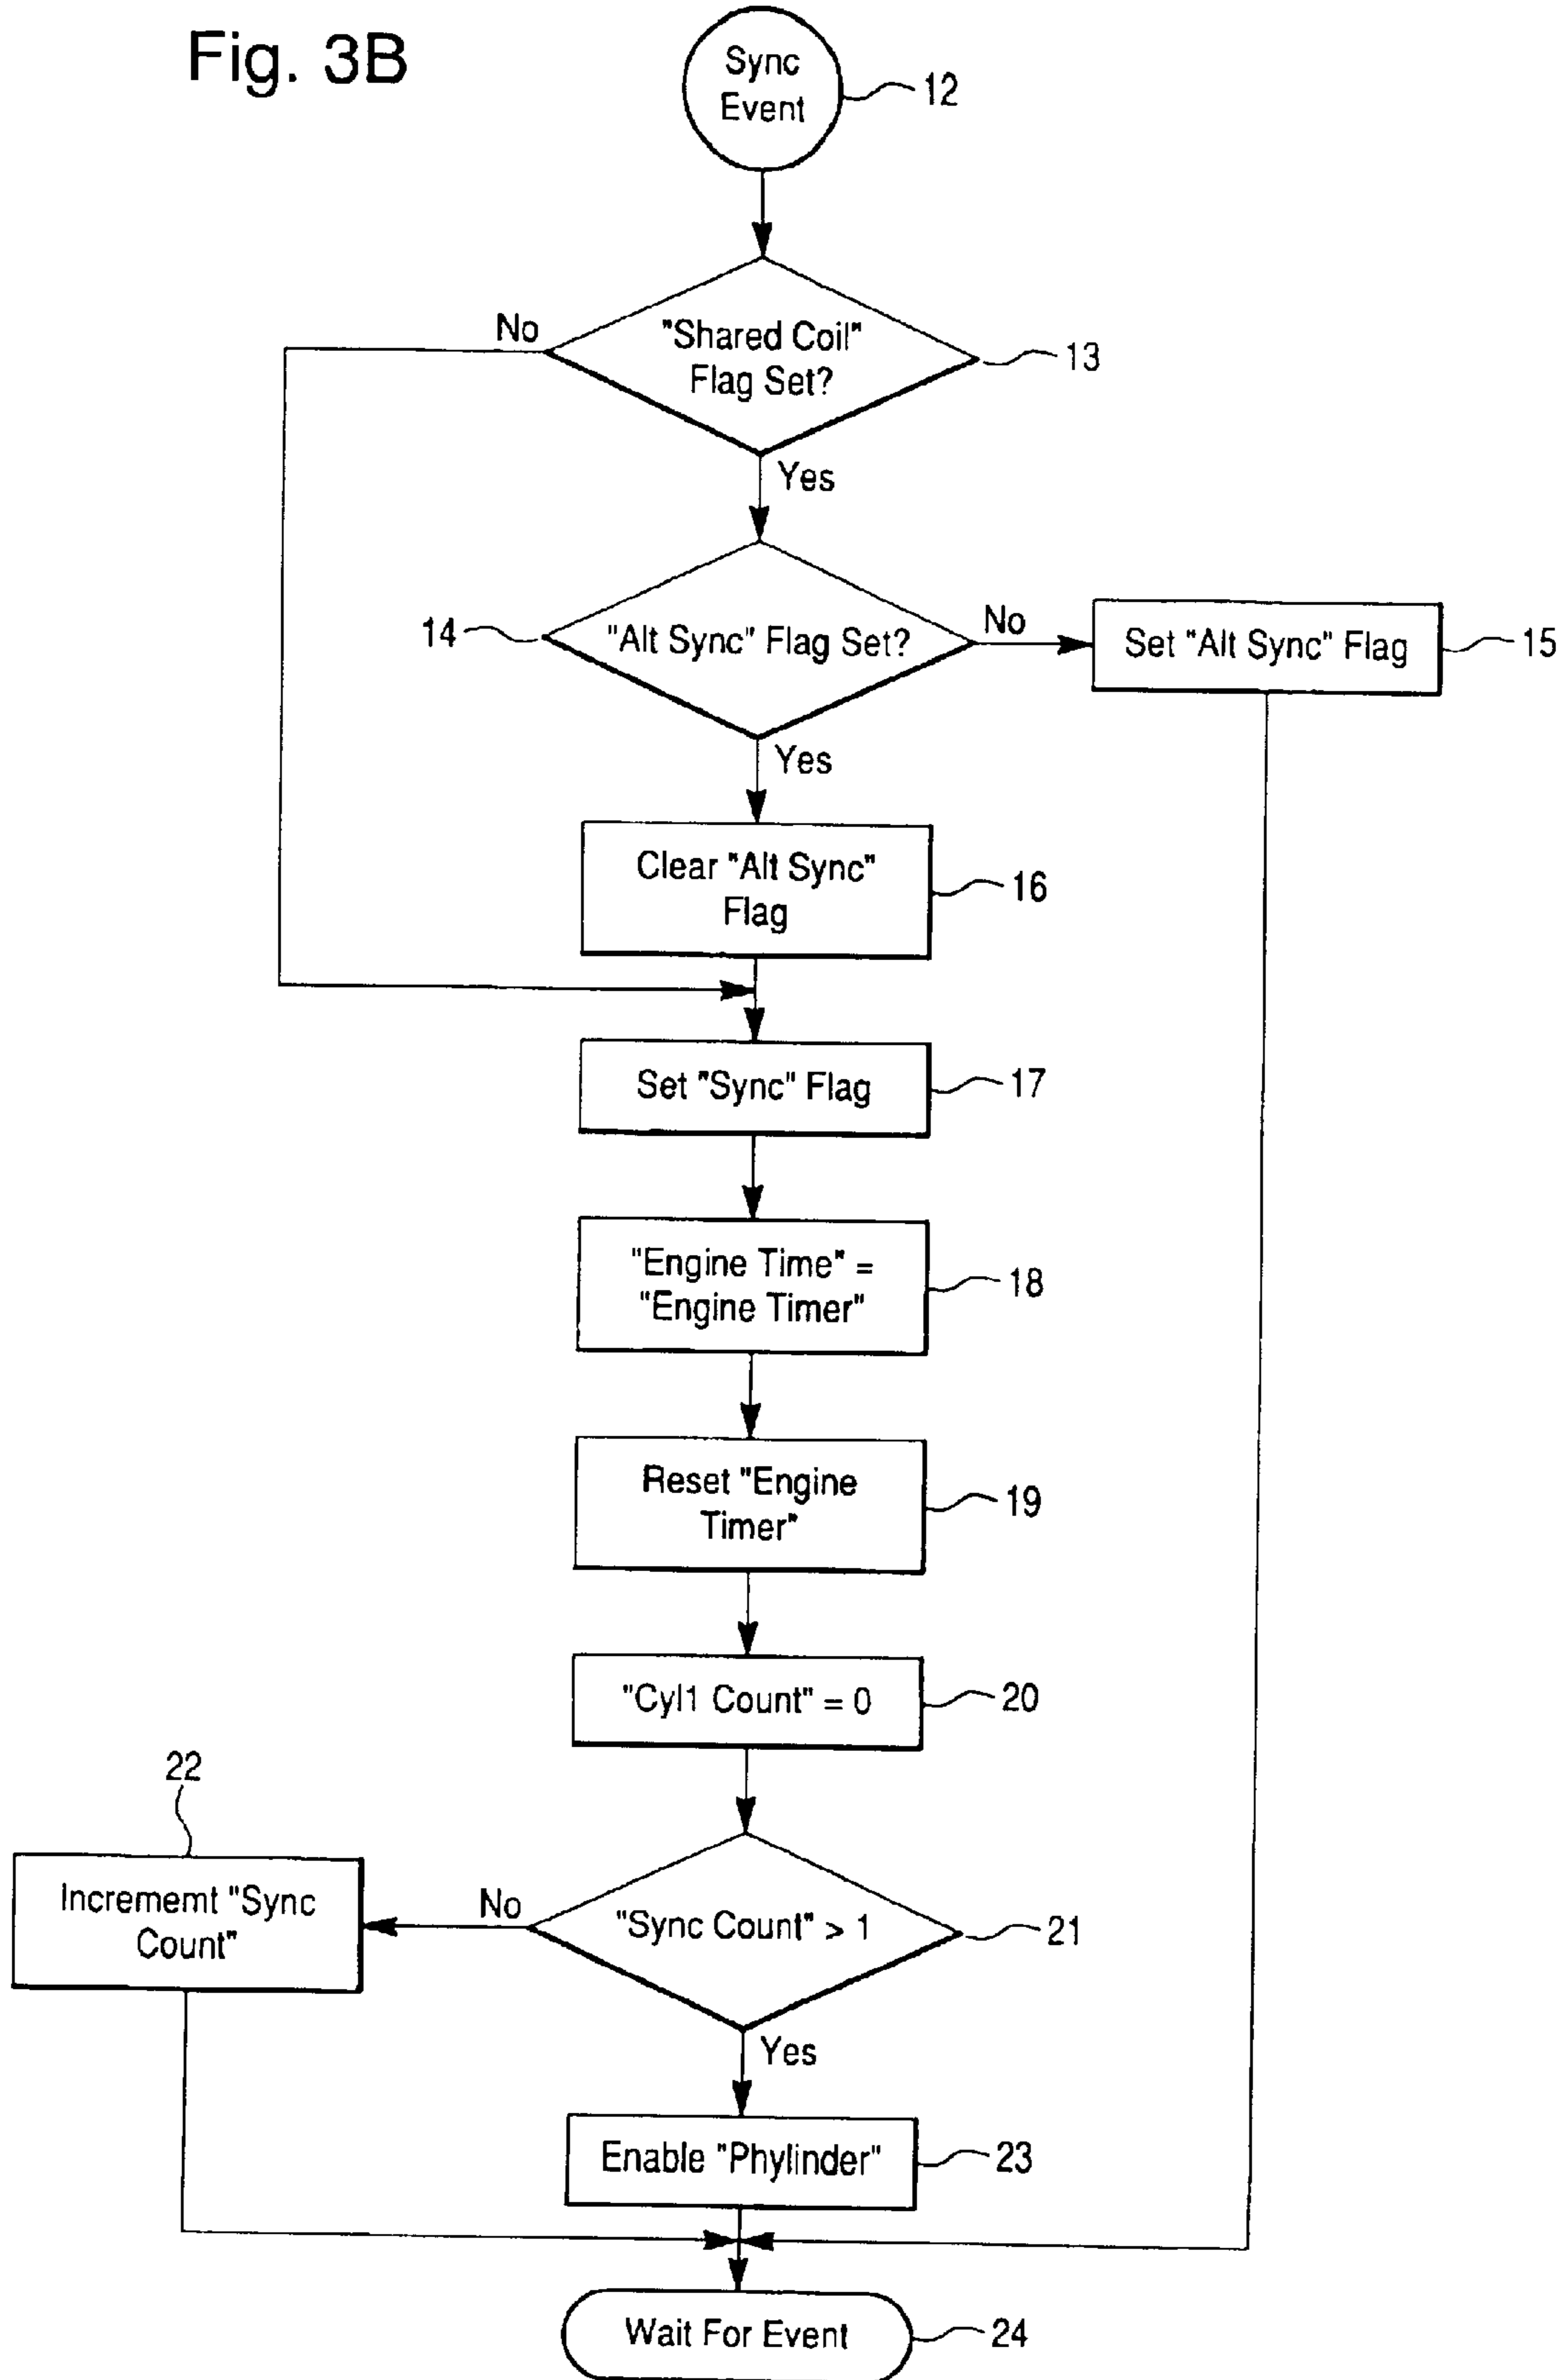 Fig. 3B
Sync
Event
12
"Shared Coil"
Flag Set?
13
No
Yes
14
"Alt Sync" Flag Set?
No
Set "Alt Sync" Flag
15
Yes
Clear "Alt Sync"
Flag
16
Set "Sync" Flag
17
"Engine Time" =
"Engine Timer"
18
Reset "Engine
Timer"
19
"Cyl1 Count" = 0
20
22
Incrememt "Sync
Count"
No
"Sync Count" > 1
21
Yes
Enable "Phylinder"
23
Wait For Event
24